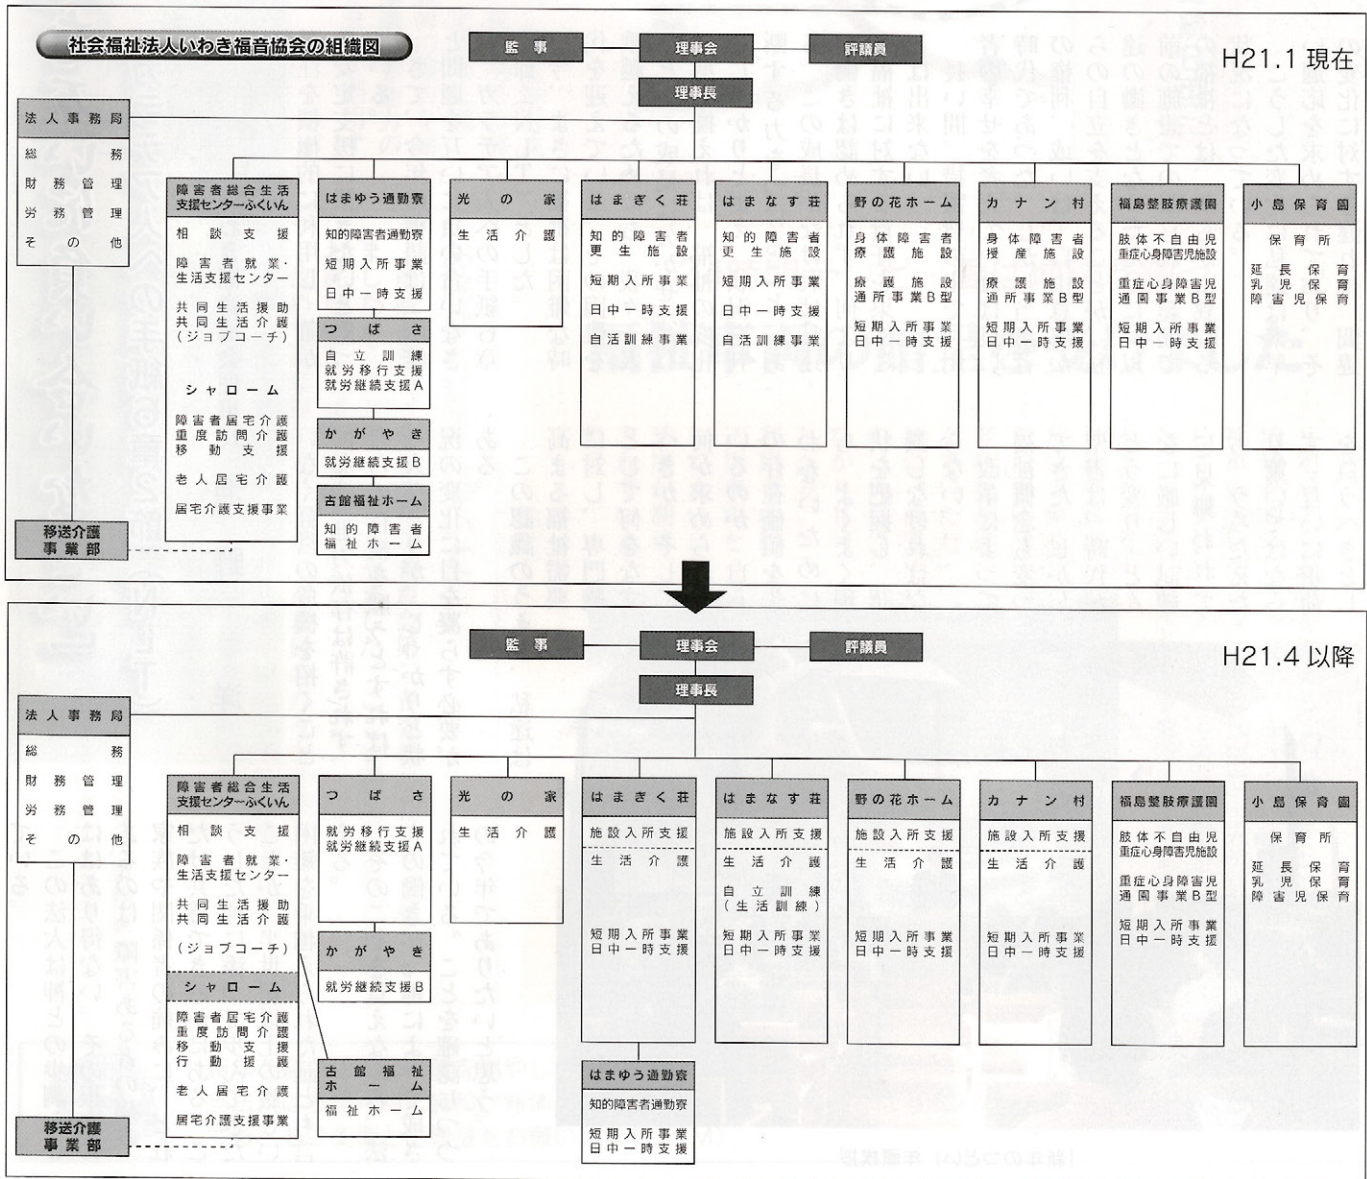 社会福祉法人いわき福音協会の組織図
監事
理事会
評議員
H21.1 現在
理事長
法人事務局
総務
財務管理
労務管理
その他
障害者総合生活
支援センターふくいん
相談支援
障害者就業・
生活支援センター
共同生活援助
共同生活介護
(ジョブコーチ)
シャローム
障害者居宅介護
重度訪問介護
移動支援
老人居宅介護
居宅介護支援事業
移送介護
事業部
はまゆう通勤寮
知的障害者通勤寮
短期入所事業
日中一時支援
つばさ
自立訓練
就労移行支援
就労継続支援A
かがやき
就労継続支援B
古館福祉ホーム
知的障害者
福祉ホーム
光の家
生活介護
はまぎく荘
知的障害者
更生施設
短期入所事業
日中一時支援
自活訓練事業
はまなす荘
知的障害者
更生施設
短期入所事業
日中一時支援
自活訓練事業
野の花ホーム
身体障害者
療護施設
療護施設
通所事業B型
短期入所事業
日中一時支援
カナン村
身体障害者
授産施設
療護施設
通所事業B型
短期入所事業
日中一時支援
福島整肢療護園
肢体不自由児
重症心身障害児施設
重症心身障害児
通園事業B型
短期入所事業
日中一時支援
小島保育園
保育所
延長保育
乳児保育
障害児保育
監事
理事会
評議員
H21.4 以降
理事長
法人事務局
総務
財務管理
労務管理
その他
障害者総合生活
支援センターふくいん
相談支援
障害者就業・
生活支援センター
共同生活援助
共同生活介護
(ジョブコーチ)
シャローム
障害者居宅介護
重度訪問介護
移動支援
行動援護
老人居宅介護
居宅介護支援事業
移送介護
事業部
つばさ
就労移行支援
就労継続支援A
かがやき
就労継続支援B
古館福祉
ホーム
福祉ホーム
光の家
生活介護
はまぎく荘
施設入所支援
生活介護
短期入所事業
日中一時支援
はまゆう通勤寮
知的障害者通勤寮
短期入所事業
日中一時支援
はまなす荘
施設入所支援
生活介護
自立訓練
(生活訓練)
短期入所事業
日中一時支援
野の花ホーム
施設入所支援
生活介護
短期入所事業
日中一時支援
カナン村
施設入所支援
生活介護
短期入所事業
日中一時支援
福島整肢療護園
肢体不自由児
重症心身障害児施設
重症心身障害児
通園事業B型
短期入所事業
日中一時支援
小島保育園
保育所
延長保育
乳児保育
障害児保育